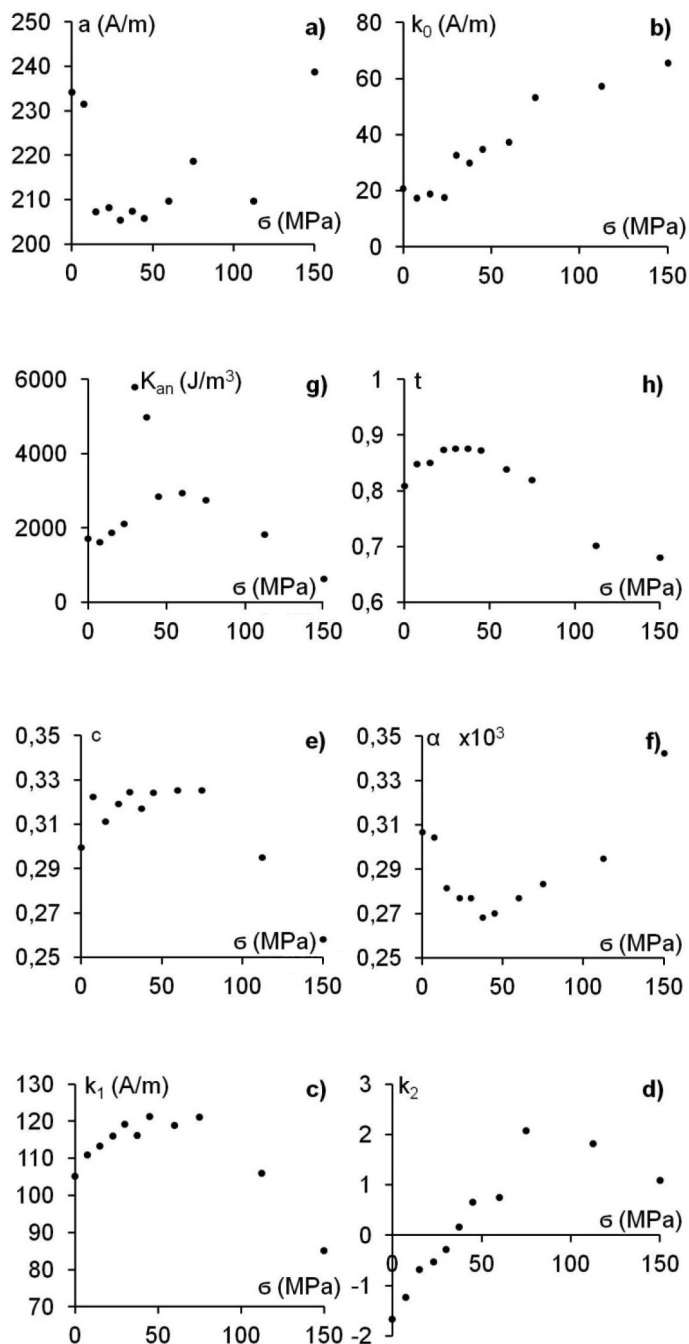 250 a (A/m) a)
240
230
220
210
200 б (MPa)
0 50 100 150
100 k0 (A/m) b)
80
60
40
20
0 б (MPa)
0 50 100 150
6000 Kan (J/m³) g)
4000
2000
0 б (MPa)
0 50 100 150
1 t h)
0,9
0,8
0,7
0,6 б (MPa)
0 50 100 150
0,35 c e)
0,33
0,31
0,29
0,27
0,25 б (MPa)
0 50 100 150
0,35 α x10³ f)
0,33
0,31
0,29
0,27
0,25 б (MPa)
0 50 100 150
130 k1 (A/m) c)
120
110
100
90
80
70 б (MPa)
0 50 100 150
3 k2 d)
2
1
0 б (MPa)
0 50 100 150
-1
-2